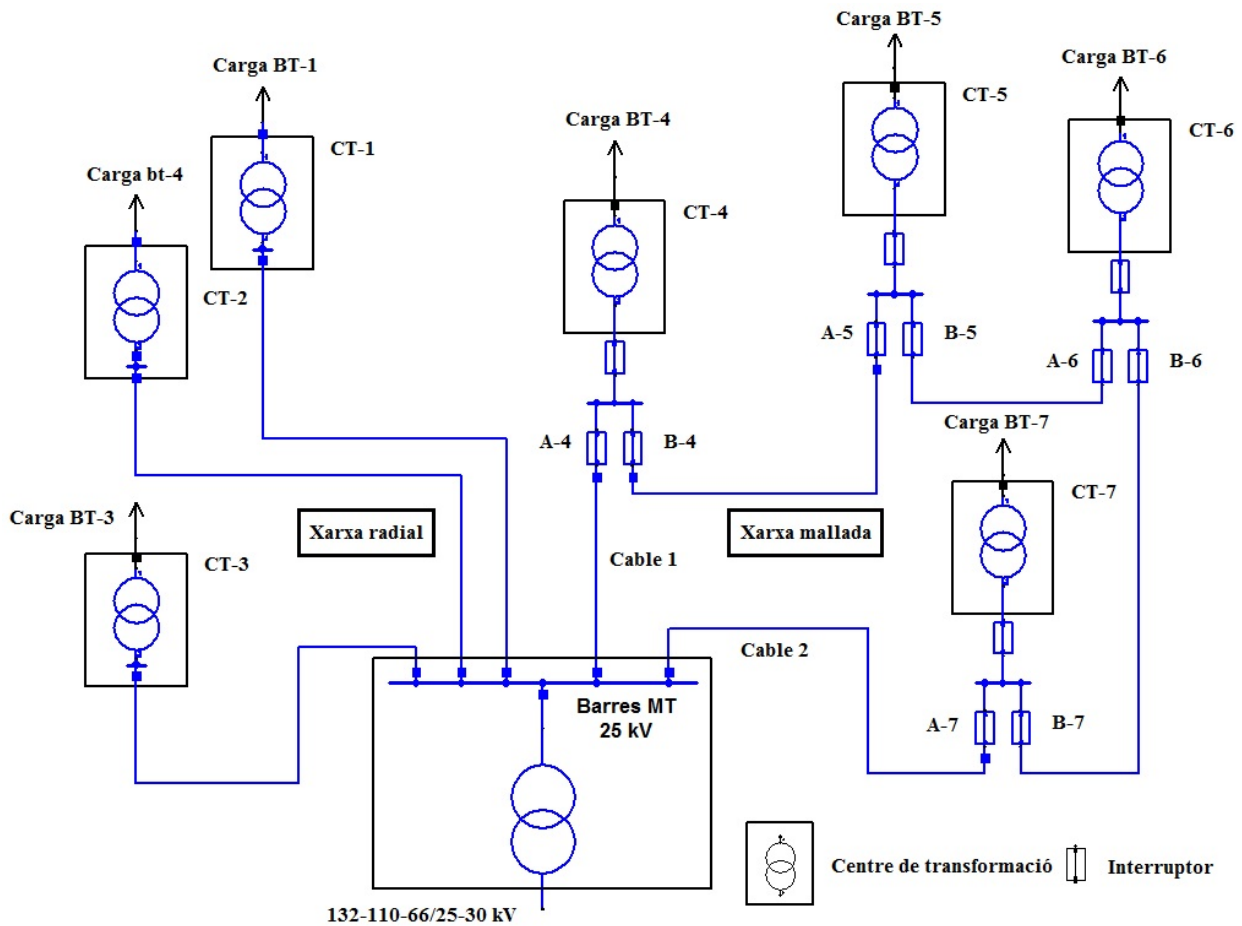 Carga BT-5
Carga BT-6
Carga BT-1
CT-5
Carga BT-4
CT-6
CT-1
Carga bt-4
CT-4
CT-2
A-5
B-5
A-6
B-6
Carga BT-7
A-4
B-4
CT-7
Carga BT-3
Xarxa radial
Xarxa mallada
CT-3
Cable 1
Cable 2
Barres MT
25 kV
A-7
B-7
Centre de transformació
Interruptor
132-110-66/25-30 kV